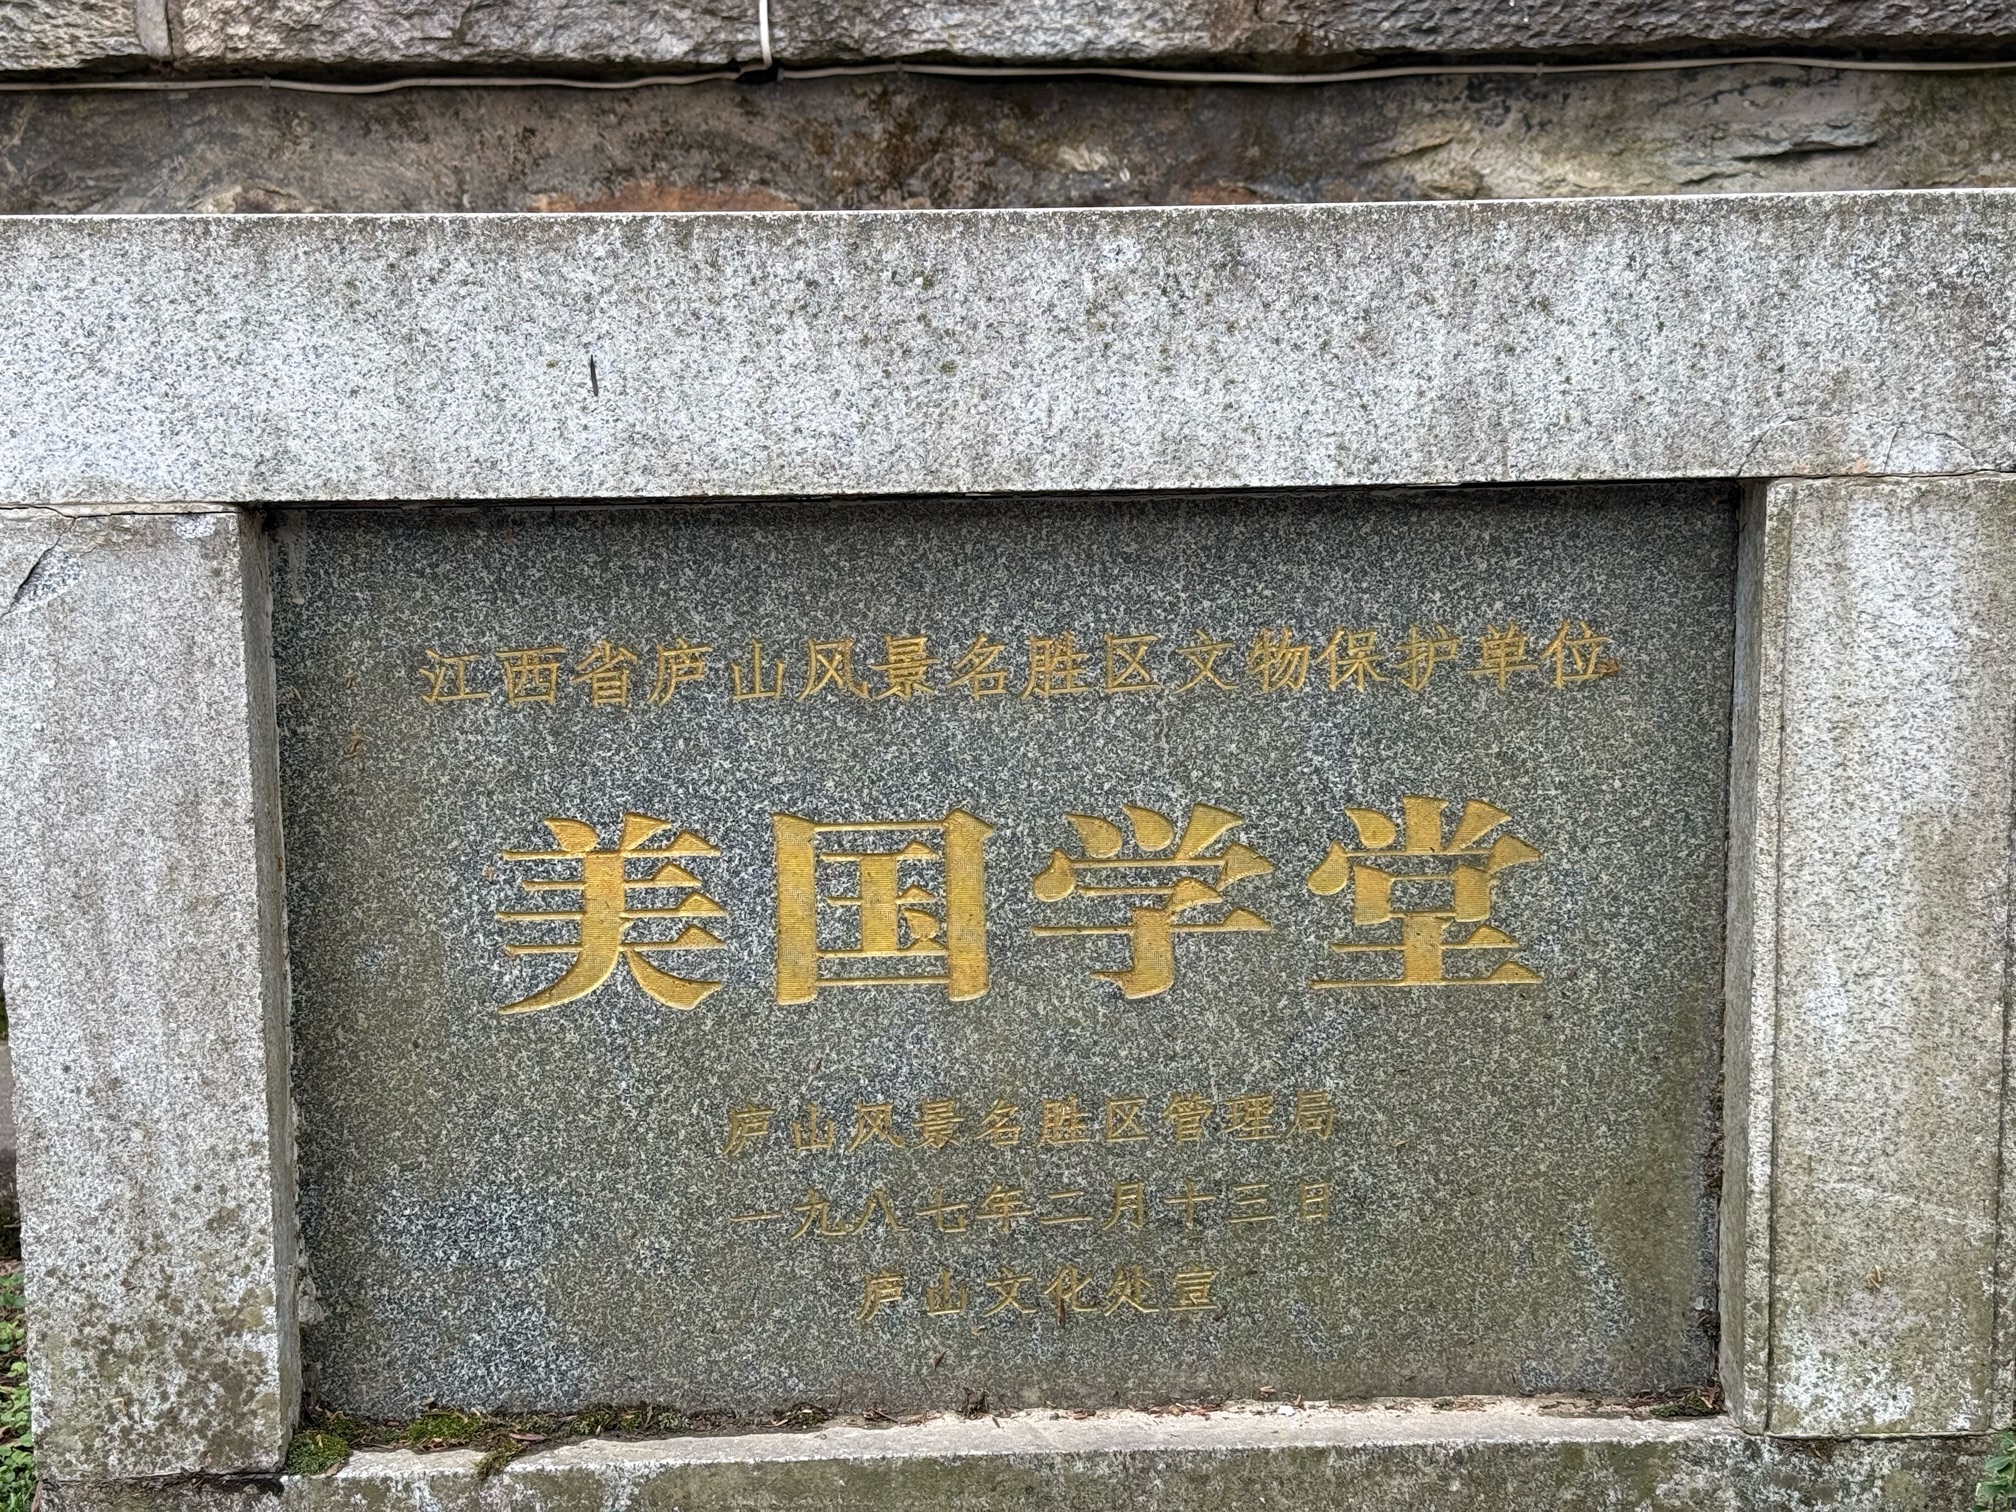 江西省庐山风景名胜区文物保护单位
美国学堂
庐山风景名胜区管理局
一九八七年二月十三日
庐山文化处宣